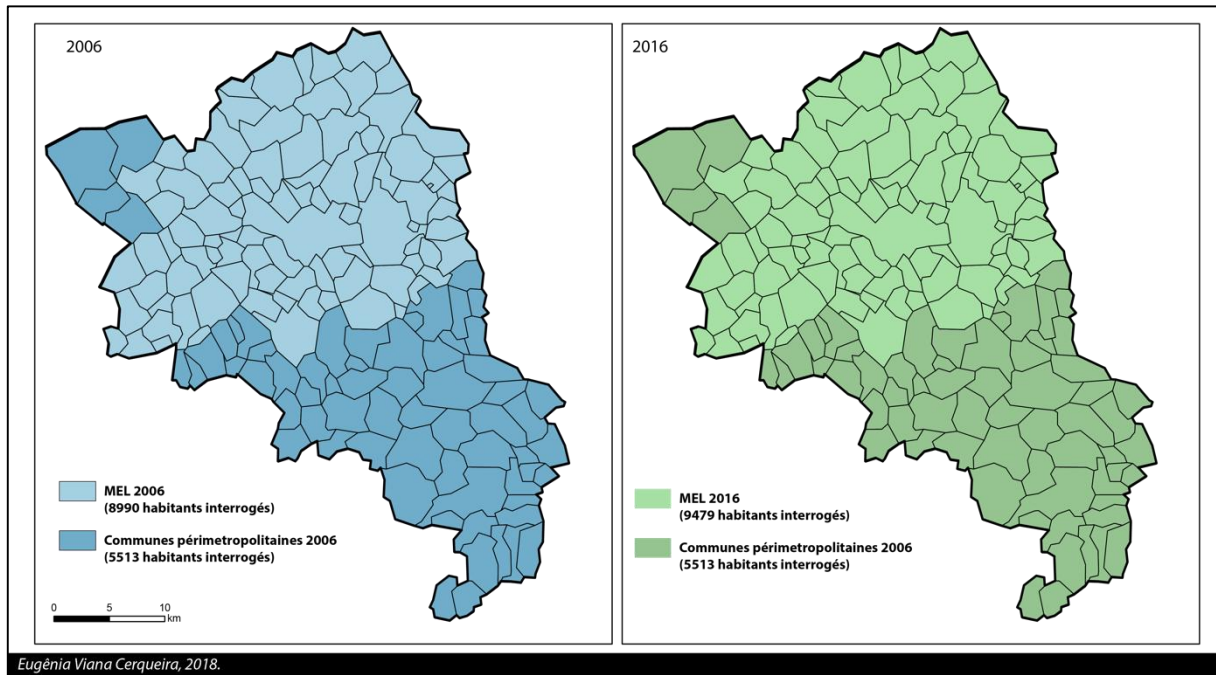 2006
MEL 2006
(8990 habitants interrogés)
Communes périmetropolitaines 2006
(5513 habitants interrogés)
0 5 10
km
2016
MEL 2016
(9479 habitants interrogés)
Communes périmetropolitaines 2006
(5513 habitants interrogés)
Eugênia Viana Cerqueira, 2018.